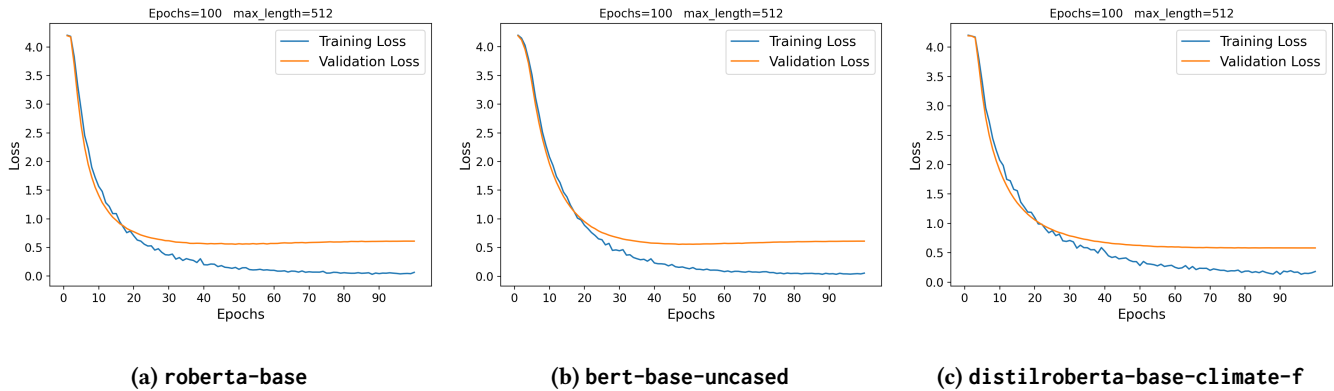 Epochs=100 max_length=512
4.0
3.5
3.0
2.5
2.0
1.5
1.0
0.5
0.0
Loss
Training Loss
Validation Loss
0 10 20 30 40 50 60 70 80 90
Epochs
(a) roberta-base
Epochs=100 max_length=512
4.0
3.5
3.0
2.5
2.0
1.5
1.0
0.5
0.0
Loss
Training Loss
Validation Loss
0 10 20 30 40 50 60 70 80 90
Epochs
(b) bert-base-uncased
Epochs=100 max_length=512
4.0
3.5
3.0
2.5
2.0
1.5
1.0
0.5
0.0
Loss
Training Loss
Validation Loss
0 10 20 30 40 50 60 70 80 90
Epochs
(c) distilroberta-base-climate-f